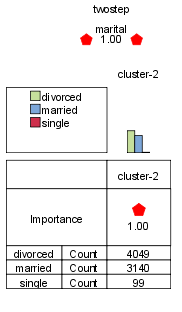 twostep
marital
1.00
cluster-2
divorced
married
single
cluster-2
Importance
1.00
divorced Count 4049
married Count 3140
single Count 99